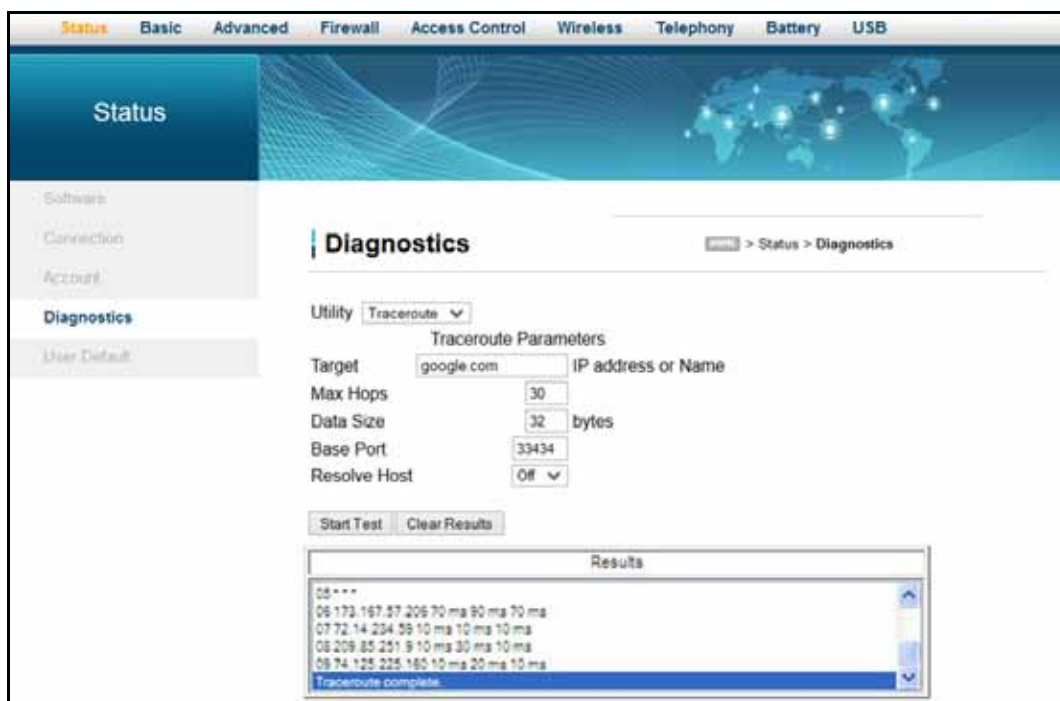 Status Basic Advanced Firewall Access Control Wireless Telephony Battery USB
Status
Software
Connection
Account
Diagnostics
User Default
Diagnostics
> Status > Diagnostics
Utility Traceroute
Traceroute Parameters
Target google.com IP address or Name
Max Hops 30
Data Size 32 bytes
Base Port 33434
Resolve Host Off
Start Test Clear Results
Results
05 * * *
06 173.167.57.206 70 ms 90 ms 70 ms
07 72.14.234.59 10 ms 10 ms 10 ms
08 209.85.251.9 10 ms 30 ms 10 ms
09 74.125.225.160 10 ms 20 ms 10 ms
Traceroute complete.